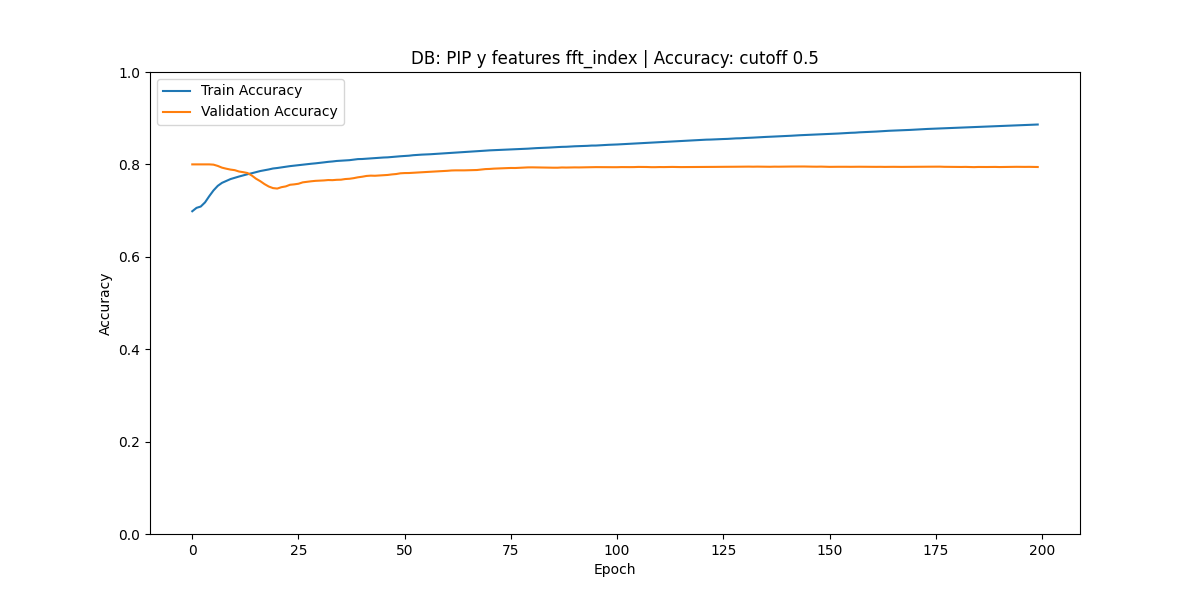 DB: PIP y features fft_index | Accuracy: cutoff 0.5
Train Accuracy
Validation Accuracy
1.0
0.8
0.6
0.4
0.2
0.0
Accuracy
0 25 50 75 100 125 150 175 200
Epoch